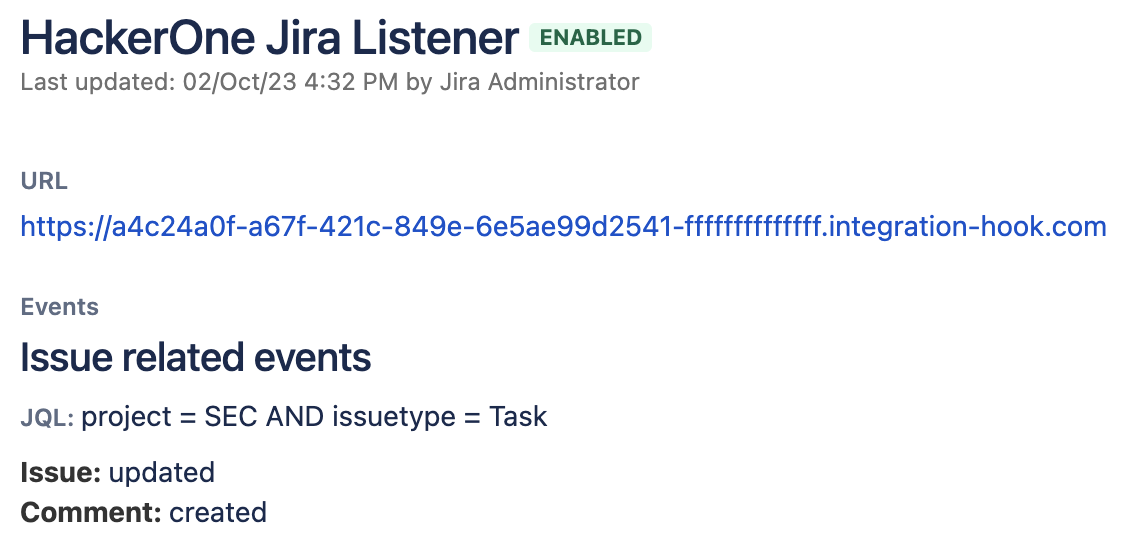 HackerOne Jira Listener ENABLED
Last updated: 02/Oct/23 4:32 PM by Jira Administrator
URL
https://a4c24a0f-a67f-421c-849e-6e5ae99d2541-ffffffffffffff.integration-hook.com
Events
Issue related events
JQL: project = SEC AND issuetype = Task
Issue: updated
Comment: created